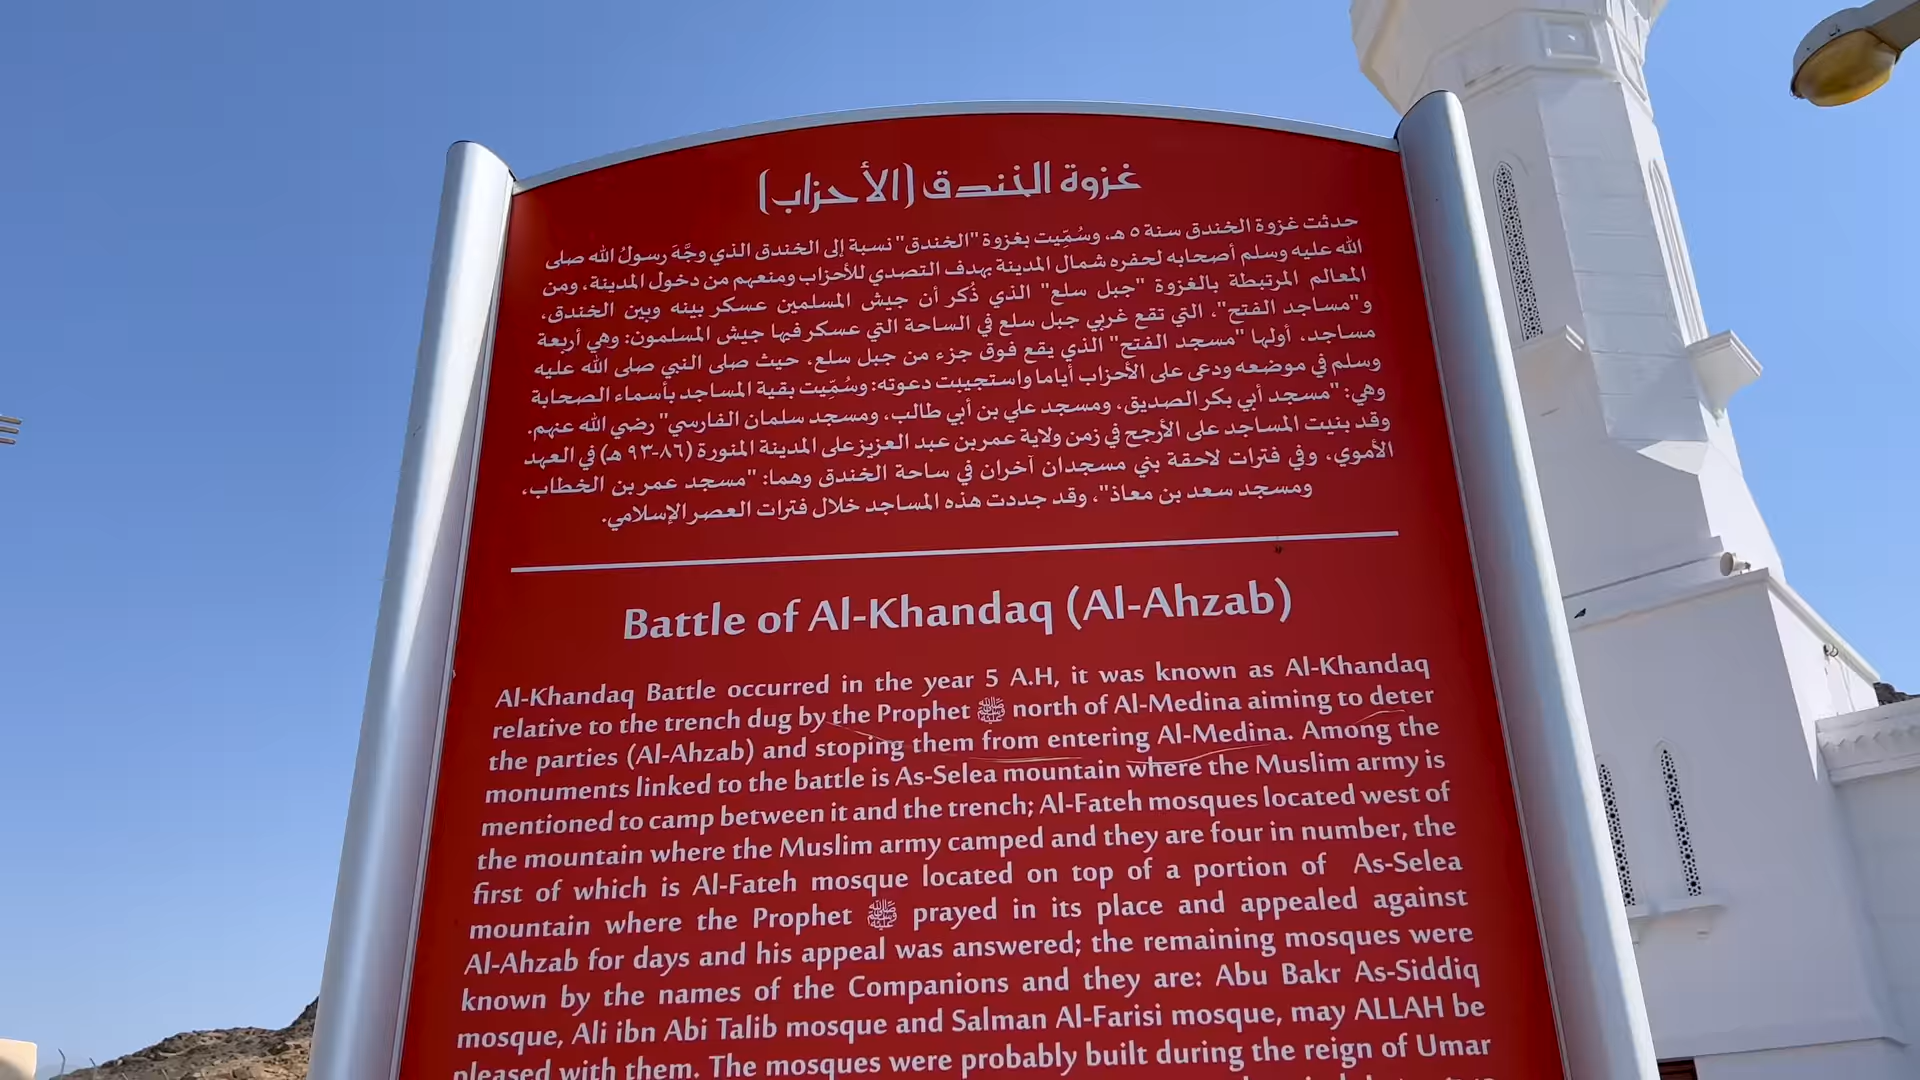 غزوة الخندق (الأحزاب)
حدثت غزوة الخندق سنة ٥ هـ، وسُمِّيت بغزوة "الخندق" نسبة إلى الخندق الذي وجَّهَ رسولُ الله صلى
الله عليه وسلم أصحابه لحفره شمال المدينة بهدف التصدي للأحزاب ومنعهم من دخول المدينة، ومن
المعالم المرتبطة بالغزوة "جبل سلع" الذي ذُكر أن جيش المسلمين عسكر بينه وبين الخندق،
و"مساجد الفتح"، التي تقع غربي جبل سلع في الساحة التي عسكر فيها جيش المسلمون: وهي أربعة
مساجد، أولها "مسجد الفتح" الذي يقع فوق جزء من جبل سلع، حيث صلى النبي صلى الله عليه
وسلم في موضعه ودعى على الأحزاب أياما واستجيبت دعوته: وسُمِّيت بقية المساجد بأسماء الصحابة
وهي: "مسجد أبي بكر الصديق، ومسجد علي بن أبي طالب، ومسجد سلمان الفارسي" رضي الله عنهم.
وقد بنيت المساجد على الأرجح في زمن ولاية عمر بن عبد العزيز على المدينة المنورة (٨٦-٩٣ هـ) في العهد
الأموي، وفي فترات لاحقة بني مسجدان آخران في ساحة الخندق وهما: "مسجد عمر بن الخطاب،
ومسجد سعد بن معاذ"، وقد جددت هذه المساجد خلال فترات العصر الإسلامي.
Battle of Al-Khandaq (Al-Ahzab)
Al-Khandaq Battle occurred in the year 5 A.H, it was known as Al-Khandaq
relative to the trench dug by the Prophet ﷺ north of Al-Medina aiming to deter
the parties (Al-Ahzab) and stoping them from entering Al-Medina. Among the
monuments linked to the battle is As-Selea mountain where the Muslim army is
mentioned to camp between it and the trench; Al-Fateh mosques located west of
the mountain where the Muslim army camped and they are four in number, the
first of which is Al-Fateh mosque located on top of a portion of As-Selea
mountain where the Prophet ﷺ prayed in its place and appealed against
Al-Ahzab for days and his appeal was answered; the remaining mosques were
known by the names of the Companions and they are: Abu Bakr As-Siddiq
mosque, Ali ibn Abi Talib mosque and Salman Al-Farisi mosque, may ALLAH be
pleased with them. The mosques were probably built during the reign of Umar